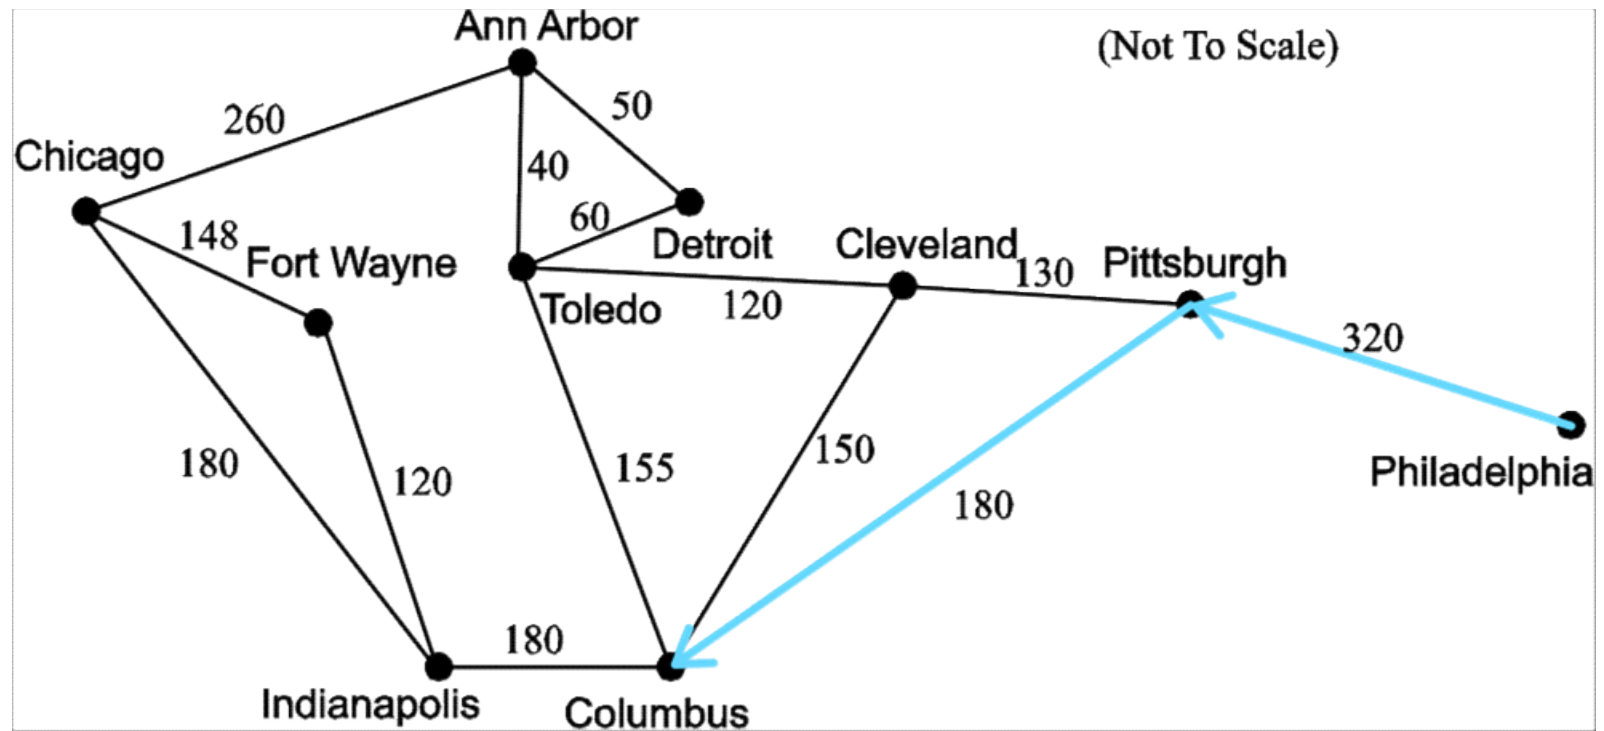 Ann Arbor
(Not To Scale)
260
50
Chicago
40
60
148
Fort Wayne
Detroit
Cleveland
130
Pittsburgh
Toledo
120
320
180
120
155
150
180
Philadelphia
180
Indianapolis
Columbus